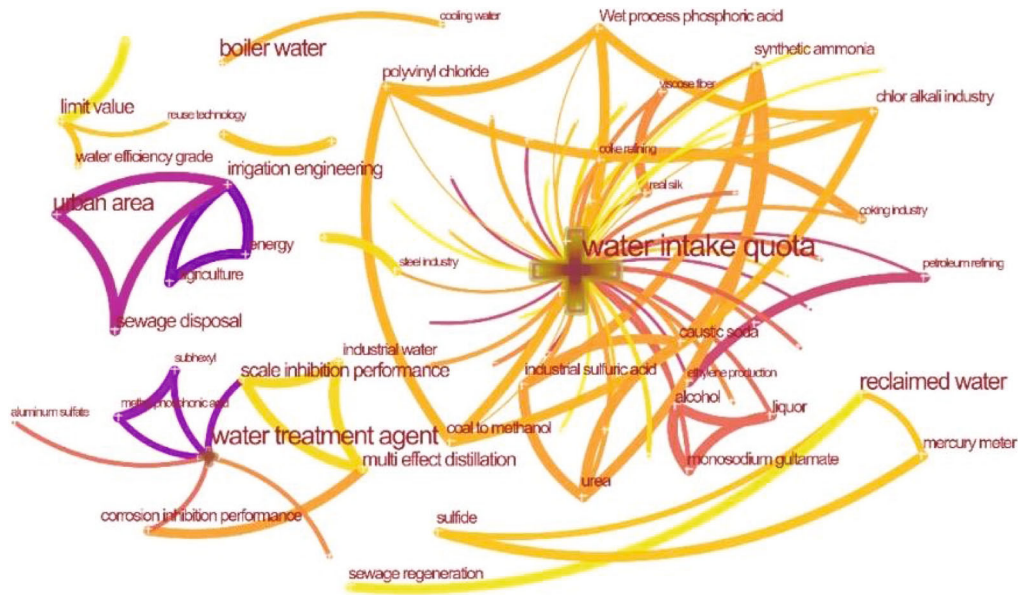 cooling water
Wet process phosphoric acid
boiler water
synthetic ammonia
polyvinyl chloride
viscose fiber
chlor alkali industry
limit value
reuse technology
coke refining
water efficiency grade
irrigation engineering
real silk
urban area
coking industry
energy
water intake quota
steel industry
petroleum refining
agriculture
sewage disposal
caustic soda
industrial water
subhexyl
scale inhibition performance
industrial sulfuric acid
ethylene production
reclaimed water
alcohol
aluminum sulfate
liquor
water treatment agent
coal to methanol
mercury meter
multi effect distillation
monosodium gultamate
urea
corrosion inhibition performance
sulfide
sewage regeneration